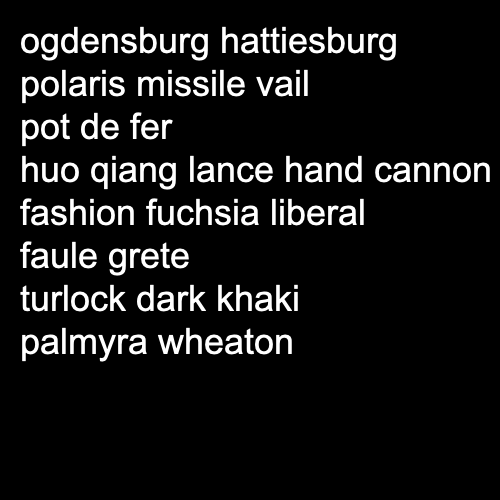 ogdensburg hattiesburg
polaris missile vail
pot de fer
huo qiang lance hand cannon
fashion fuchsia liberal
faule grete
turlock dark khaki
palmyra wheaton